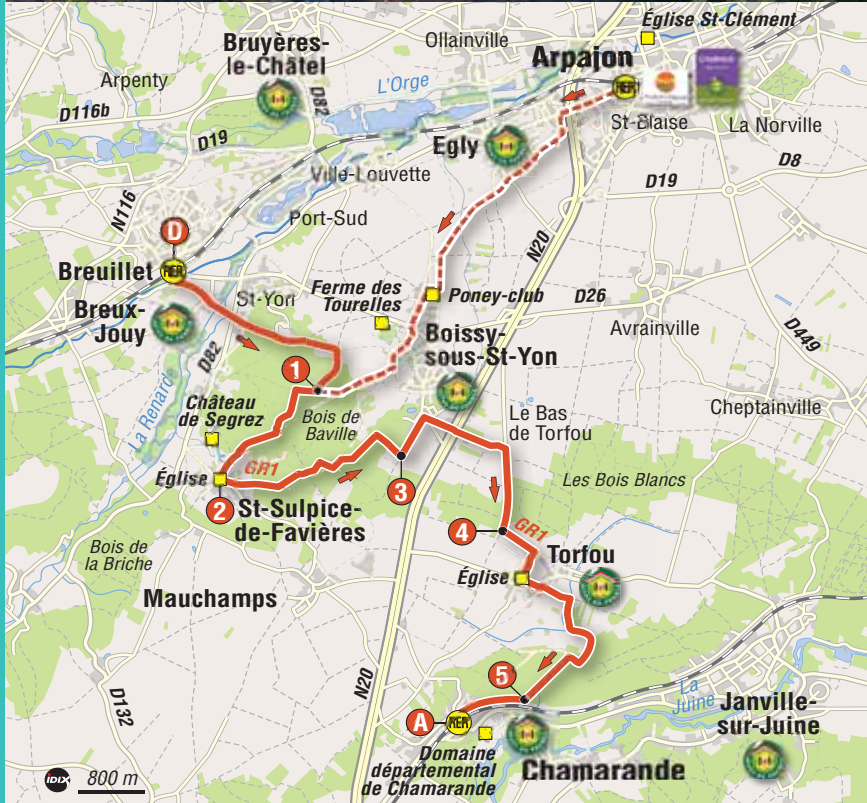 Église St-Clément
Bruyères-
le-Châtel
Ollainville
Arpajon
Arpenty
L'Orge
D82
RER
D116b
St-Blaise
La Norville
D19
Egly
D8
Ville-Louvette
D19
N116
Port-Sud
N20
D
Breuillet
RER
St-Yon
Ferme des
Tourelles
Poney-club
D26
Breux-
Jouy
Boissy-
sous-St-Yon
Avrainville
D82
D449
1
La Renarde
Château
de Segrez
Bois de
Baville
Le Bas
de Torfou
Cheptainville
Église
GR1
Les Bois Blancs
2
St-Sulpice-
de-Favières
3
4
GR1
Torfou
Bois de
la Briche
Église
Mauchamps
N20
5
La
Juine
Janville-
sur-Juine
D132
A
RER
Domaine
départemental
de Chamarande
Chamarande
IDIX
800 m